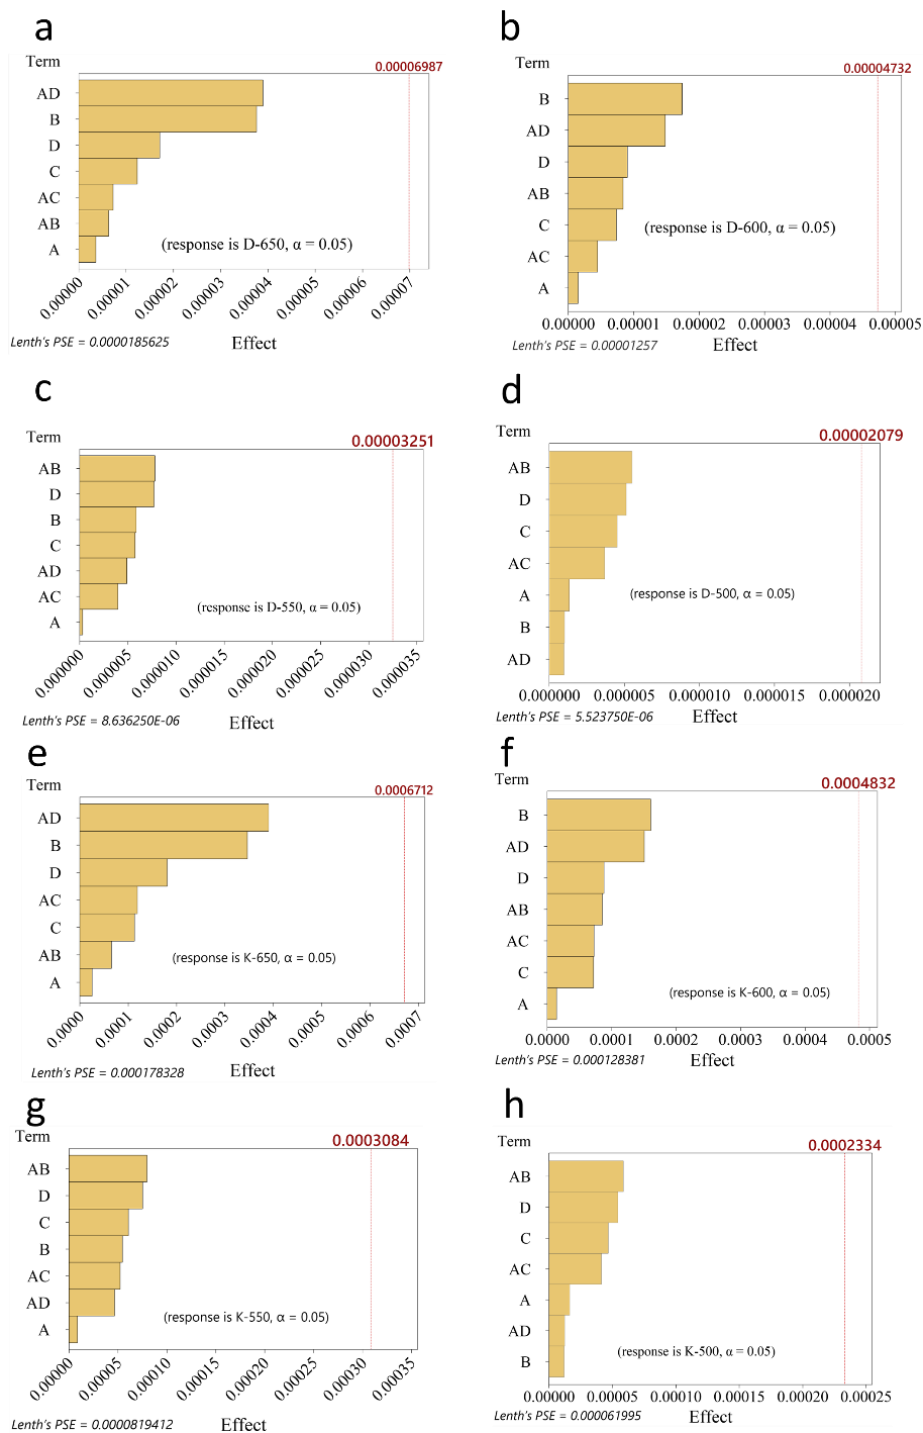 a
Term
0.00006987
AD
B
D
C
AC
AB
A
(response is D-650, α = 0.05)
0.00000
0.00001
0.00002
0.00003
0.00004
0.00005
0.00006
0.00007
Lenth's PSE = 0.0000185625
Effect
b
Term
0.00004732
B
AD
D
AB
C
AC
A
(response is D-600, α = 0.05)
0.00000 0.00001 0.00002 0.00003 0.00004 0.00005
Lenth's PSE = 0.00001257
Effect
c
Term
0.00003251
AB
D
B
C
AD
AC
A
(response is D-550, α = 0.05)
0.000000
0.000005
0.000010
0.000015
0.000020
0.000025
0.000030
0.000035
Lenth's PSE = 8.636250E-06
Effect
d
Term
0.00002079
AB
D
C
AC
A
B
AD
(response is D-500, α = 0.05)
0.000000 0.000005 0.000010 0.000015 0.000020
Lenth's PSE = 5.523750E-06
Effect
e
Term
0.0006712
AD
B
D
AC
C
AB
A
(response is K-650, α = 0.05)
0.0000
0.0001
0.0002
0.0003
0.0004
0.0005
0.0006
0.0007
Lenth's PSE = 0.000178328
Effect
f
Term
0.0004832
B
AD
D
AB
AC
C
A
(response is K-600, α = 0.05)
0.0000 0.0001 0.0002 0.0003 0.0004 0.0005
Lenth's PSE = 0.000128381
Effect
g
Term
0.0003084
AB
D
C
B
AC
AD
A
(response is K-550, α = 0.05)
0.00000
0.00005
0.00010
0.00015
0.00020
0.00025
0.00030
0.00035
Lenth's PSE = 0.0000819412
Effect
h
Term
0.0002334
AB
D
C
AC
A
AD
B
(response is K-500, α = 0.05)
0.00000 0.00005 0.00010 0.00015 0.00020 0.00025
Lenth's PSE = 0.000061995
Effect